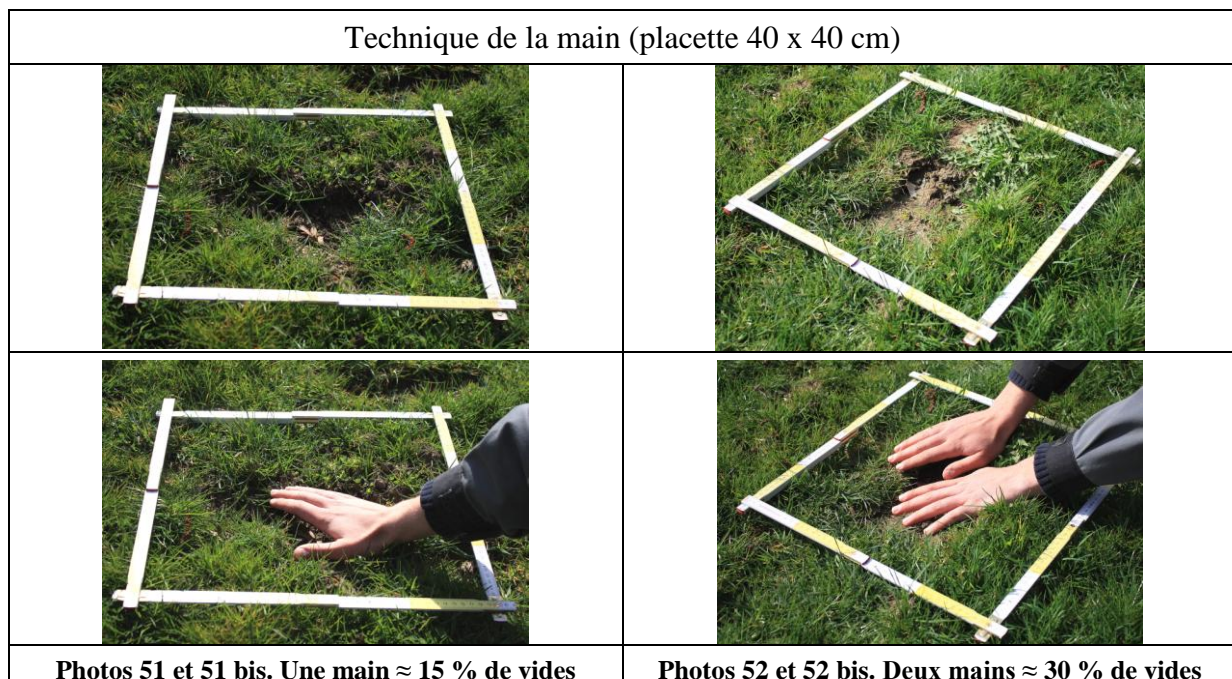 Technique de la main (placette 40 x 40 cm)
Photos 51 et 51 bis. Une main ≈ 15 % de vides
Photos 52 et 52 bis. Deux mains ≈ 30 % de vides